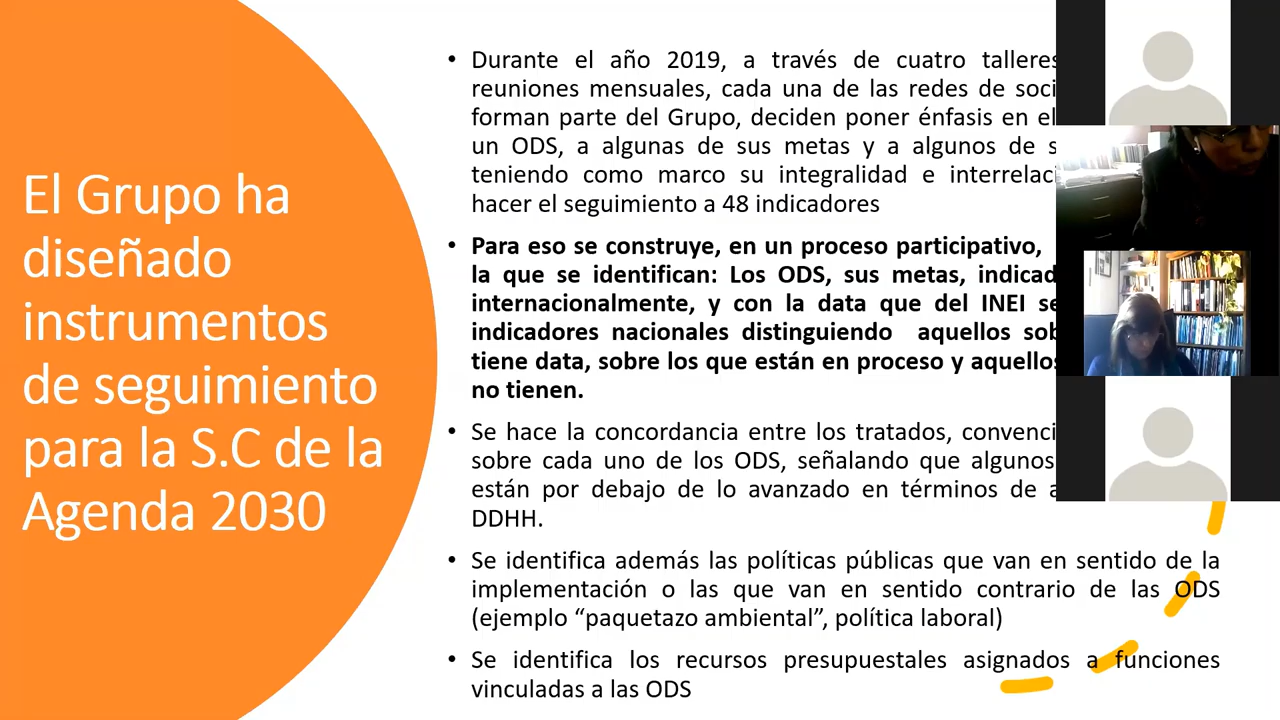 El Grupo ha
diseñado
instrumentos
de seguimiento
para la S.C de la
Agenda 2030
• Durante el año 2019, a través de cuatro talleres
reuniones mensuales, cada una de las redes de
forman parte del Grupo, deciden poner énfasis en
un ODS, a algunas de sus metas y a algunos de
teniendo como marco su integralidad e
hacer el seguimiento a 48 indicadores
• Para eso se construye, en un proceso participativo,
la que se identifican: Los ODS, sus metas,
internacionalmente, y con la data que del INEI
indicadores nacionales distinguiendo aquellos
tiene data, sobre los que están en proceso y aquellos
no tienen.
• Se hace la concordancia entre los tratados,
sobre cada uno de los ODS, señalando que algunos
están por debajo de lo avanzado en términos de
DDHH.
• Se identifica además las políticas públicas que van en sentido de la
implementación o las que van en sentido contrario de las ODS
(ejemplo “paquetazo ambiental”, política laboral)
• Se identifica los recursos presupuestales asignados a funciones
vinculadas a las ODS